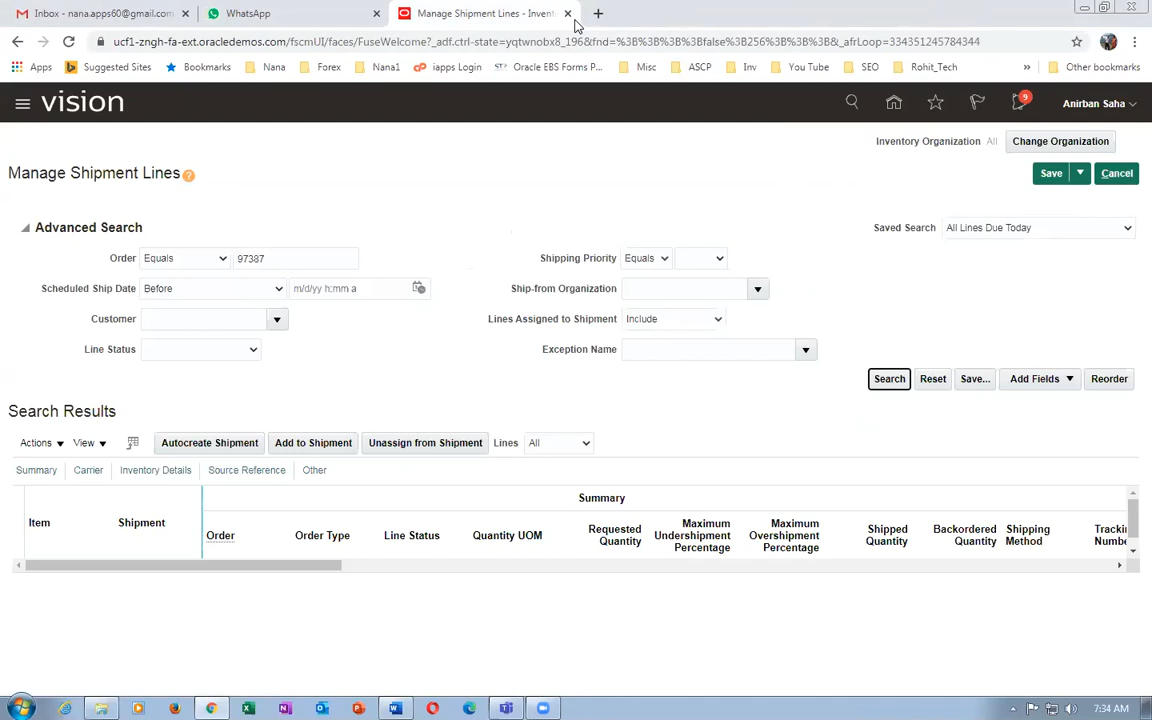 Inbox - nana.apps60@gmail.com
WhatsApp
Manage Shipment Lines - Invent
ucf1-zngh-fa-ext.oracledemos.com/fscmUI/faces/FuseWelcome?_adf.ctrl-state=yqtwnobx8_196&fnd=%3B%3B%3B%3Bfalse%3B256%3B%3B%3B&_afrLoop=334351245784344
Apps
Suggested Sites
Bookmarks
Nana
Forex
Nana1
iapps Login
Oracle EBS Forms P...
Misc
ASCP
Inv
You Tube
SEO
Rohit_Tech
»
Other bookmarks
vision
9
Anirban Saha
Inventory Organization All
Change Organization
Manage Shipment Lines
Save
Cancel
Advanced Search
Saved Search All Lines Due Today
Order Equals 97387
Shipping Priority Equals
Scheduled Ship Date Before m/d/yy h:mm a
Ship-from Organization
Customer
Lines Assigned to Shipment Include
Line Status
Exception Name
Search
Reset
Save...
Add Fields
Reorder
Search Results
Actions
View
Autocreate Shipment
Add to Shipment
Unassign from Shipment
Lines All
Summary
Carrier
Inventory Details
Source Reference
Other
Summary
Item
Shipment
Order
Order Type
Line Status
Quantity UOM
Requested Quantity
Maximum Undershipment Percentage
Maximum Overshipment Percentage
Shipped Quantity
Backordered Quantity
Shipping Method
Trackin Numbe
7:34 AM